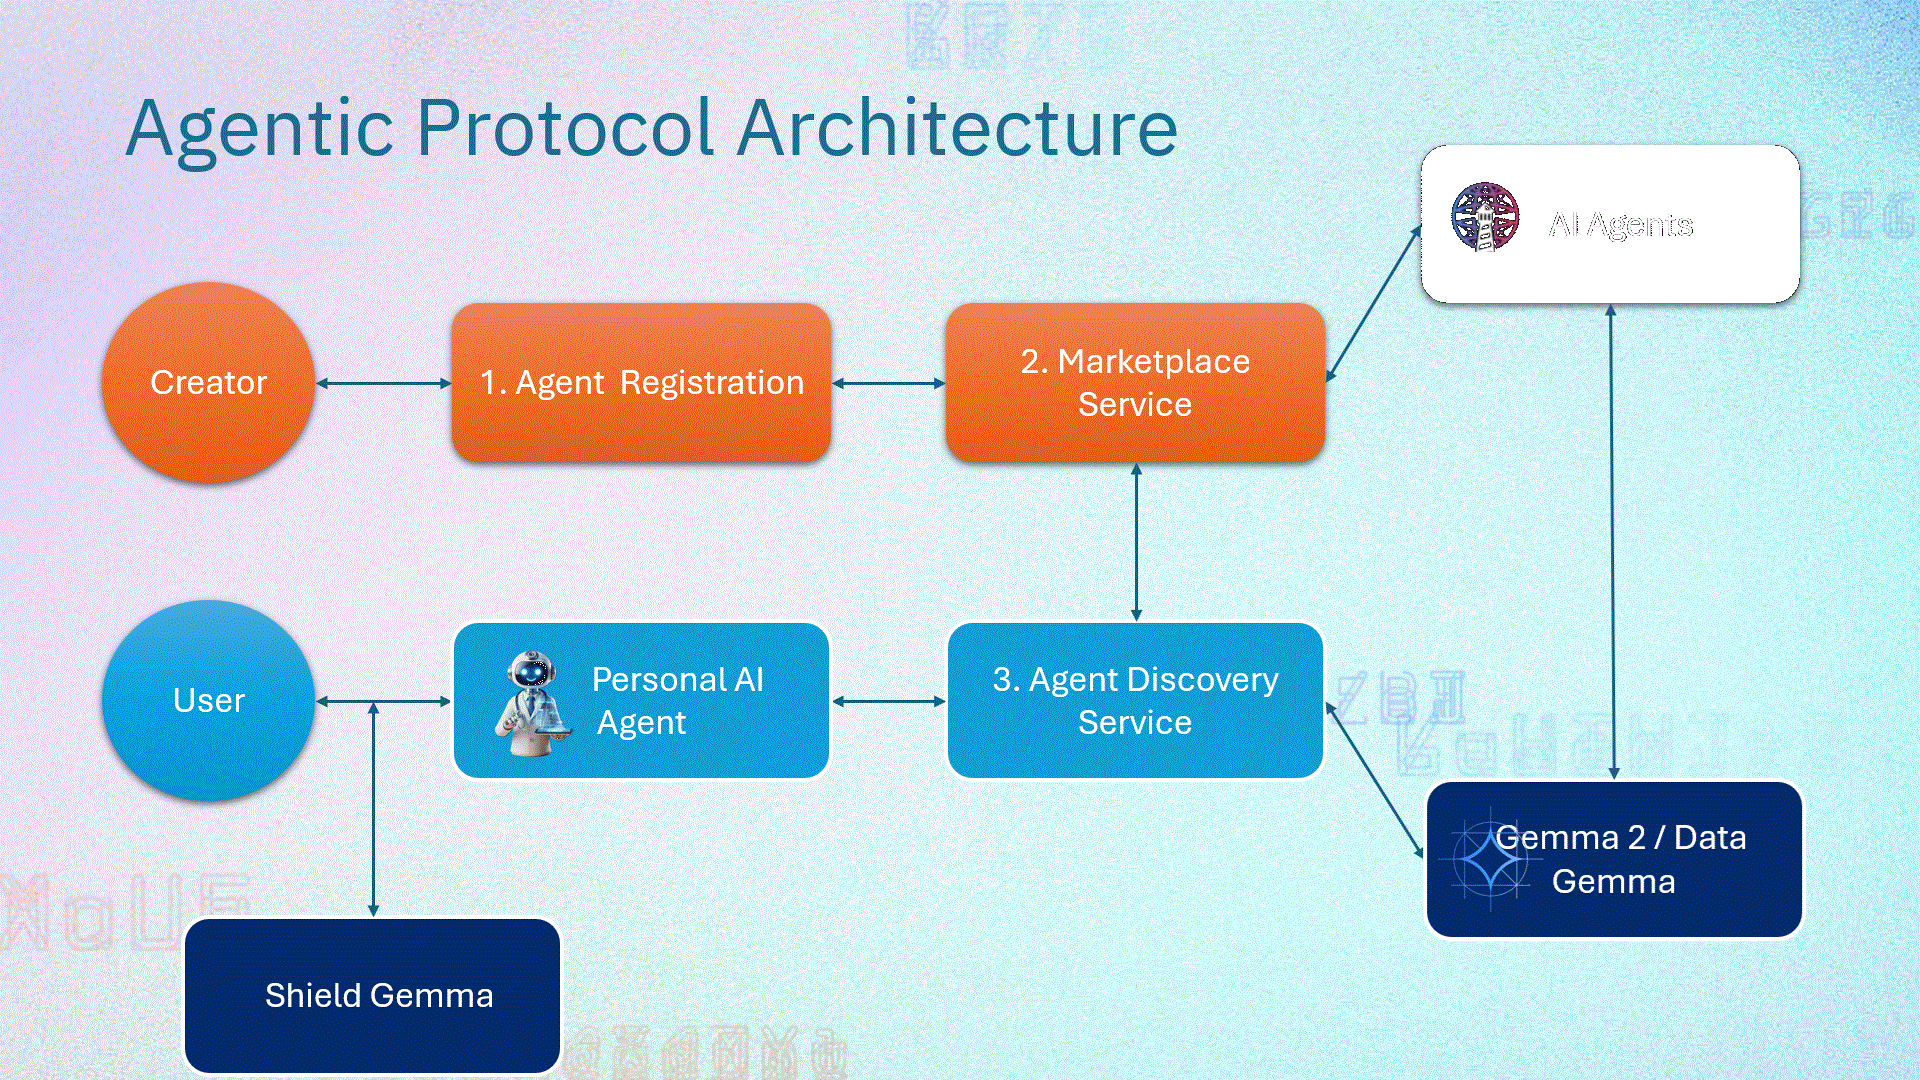 Agentic Protocol Architecture
AI Agents
Creator
1. Agent  Registration
2. Marketplace
Service
User
Personal AI
Agent
3. Agent Discovery
Service
Gemma 2 / Data
Gemma
Shield Gemma